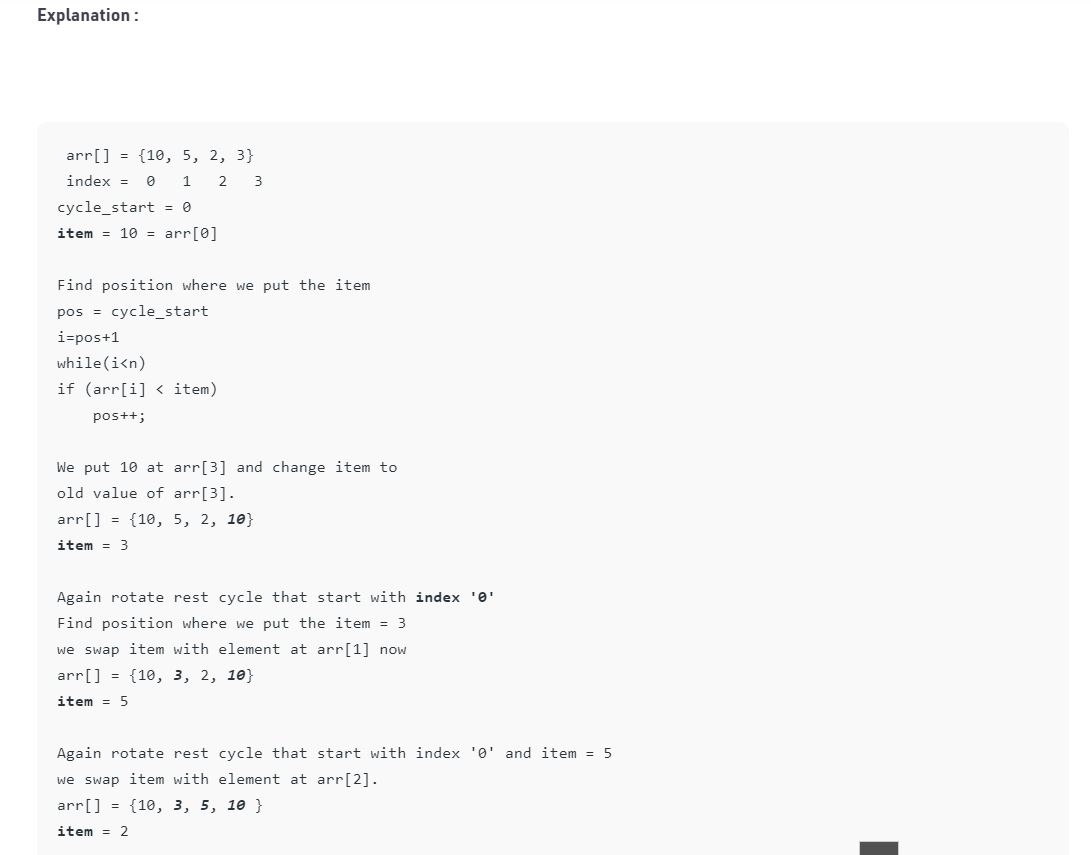 Explanation :
arr[] = {10, 5, 2, 3}
index =  0   1   2   3
cycle_start = 0
item = 10 = arr[0]
Find position where we put the item
pos = cycle_start
i=pos+1
while(i<n)
if (arr[i] < item)
    pos++;
We put 10 at arr[3] and change item to
old value of arr[3].
arr[] = {10, 5, 2, 10}
item = 3
Again rotate rest cycle that start with index '0'
Find position where we put the item = 3
we swap item with element at arr[1] now
arr[] = {10, 3, 2, 10}
item = 5
Again rotate rest cycle that start with index '0' and item = 5
we swap item with element at arr[2].
arr[] = {10, 3, 5, 10 }
item = 2